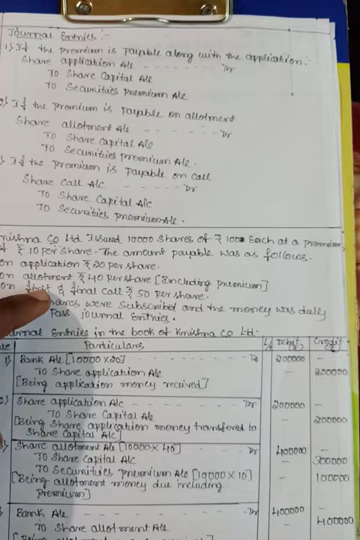 Journal Entries:-
1) If the premium is payable along with the application.
Share application A/c - - - - - - - - Dr
To Share Capital A/c
To Securities premium A/c
2) If the premium is payable on allotment
Share allotment A/c - - - - - - Dr
To Share Capital A/c
To Securities premium A/c.
If the premium is payable on call
Share Call A/c - - - - - - Dr
To Share Capital A/c
To Securities premium A/c.
Krishna Co Ltd. Issued 10000 Shares of ₹100 Each at a premium
of ₹10 per share. The amount payable was as follows.
on application ₹20 per share.
on allotment ₹40 per share [Including premium]
on first & final call ₹50 per share.
shares were subscribed and the money was duly
Pass Journal Entries.
Journal Entries in the book of Krishna Co Ltd.
Particulars L/F Debit Credit
1) Bank A/c [10000×20] Dr 200000 -
To Share application A/c - 200000
[Being application money received]
Share application A/c - - - - Dr 200000 -
To Share Capital A/c - 200000
[Being Share application money transferred to
Share Capital A/c]
Share allotment A/c [10000×40] - Dr 400000 -
To Share Capital A/c - 300000
To Securities premium A/c [10000×10] - 100000
[Being allotment money due including
premium]
Bank A/c - - - - Dr 400000 -
To Share allotment A/c - 400000